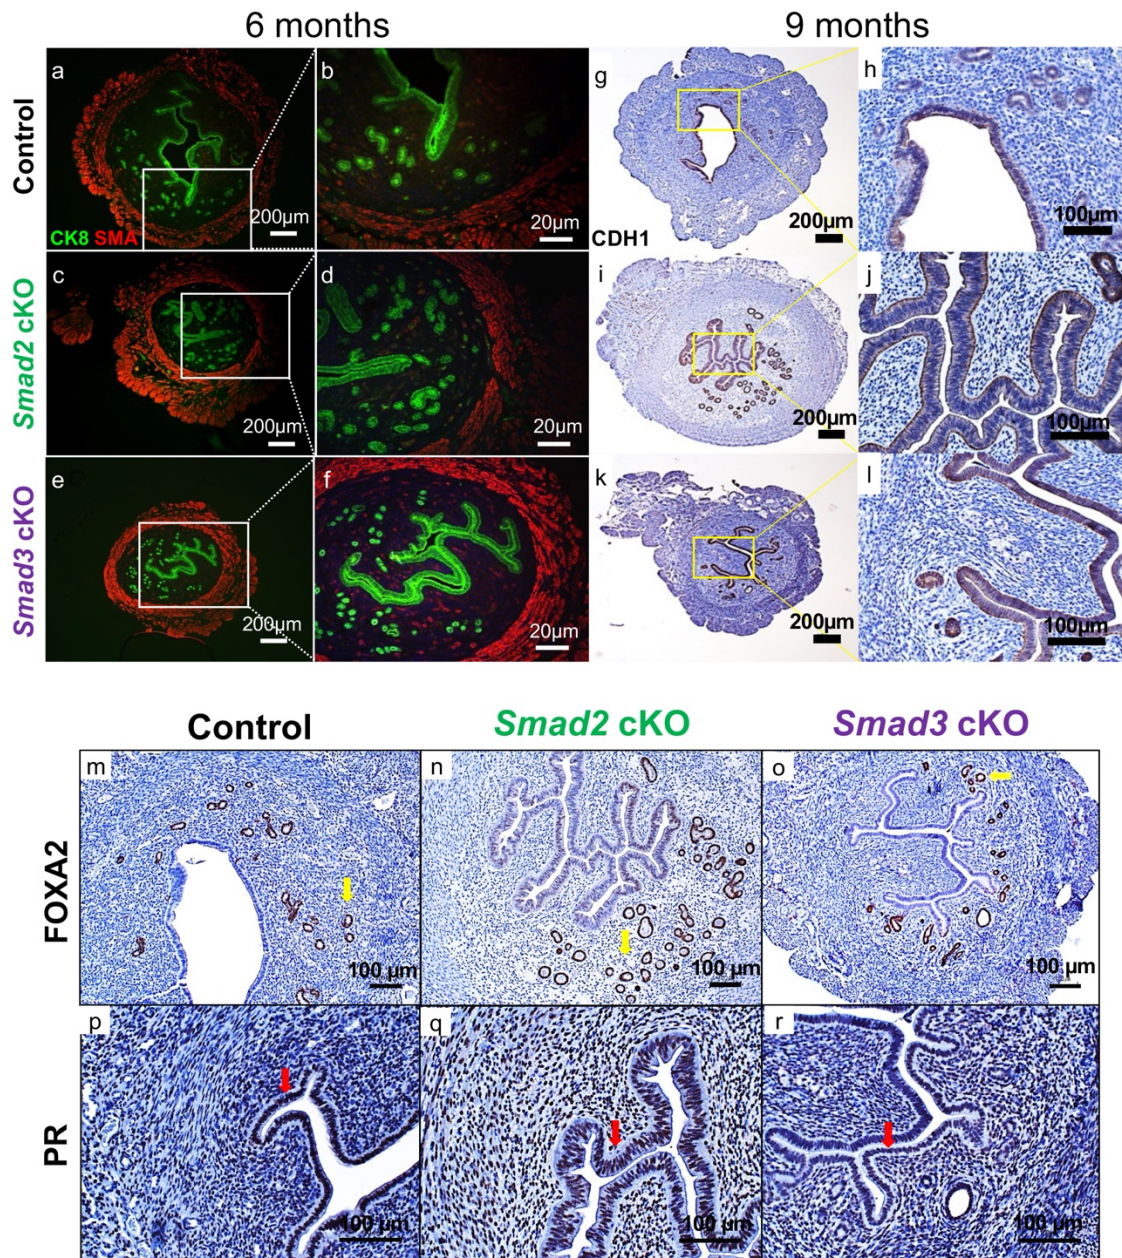 6 months 9 months
Control
a b g h
CK8 SMA 200µm 20µm CDH1 200µm 100µm
Smad2 cKO
c d i j
200µm 20µm 200µm 100µm
Smad3 cKO
e f k l
200µm 20µm 200µm 100µm
Control Smad2 cKO Smad3 cKO
FOXA2
m n o
100 µm 100 µm 100 µm
PR
p q r
100 µm 100 µm 100 µm